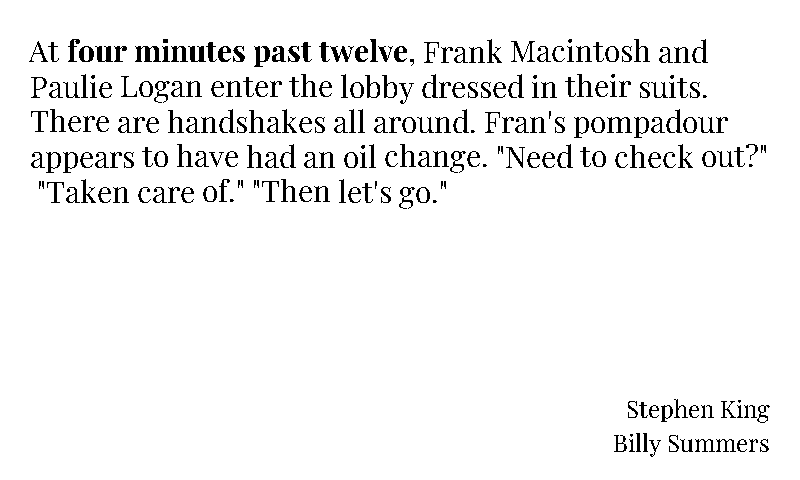 At four minutes past twelve, Frank Macintosh and
Paulie Logan enter the lobby dressed in their suits.
There are handshakes all around. Fran's pompadour
appears to have had an oil change. "Need to check out?"
"Taken care of." "Then let's go."
Stephen King
Billy Summers